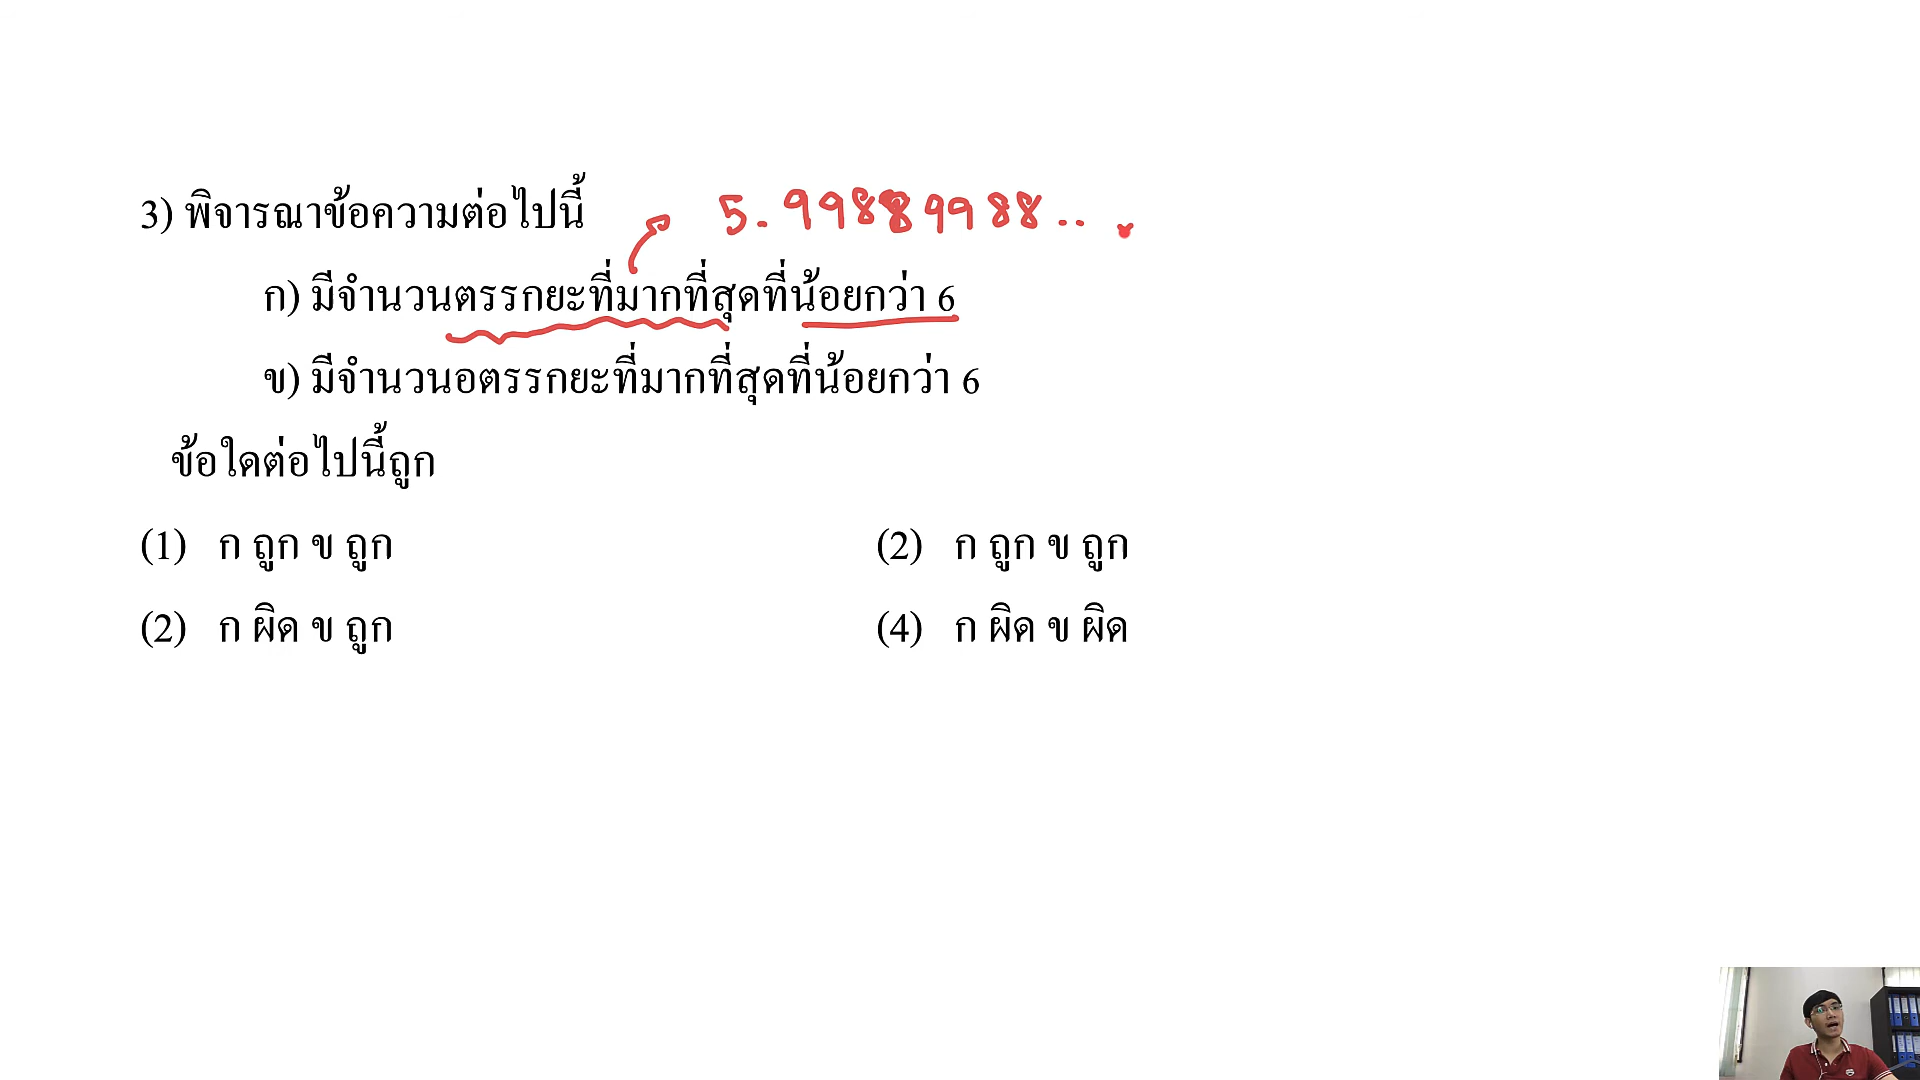 3) พิจารณาข้อความต่อไปนี้ 5.99889988...
ก) มีจำนวนตรรกยะที่มากที่สุดที่น้อยกว่า 6
ข) มีจำนวนอตรรกยะที่มากที่สุดที่น้อยกว่า 6
ข้อใดต่อไปนี้ถูก
(1) ก ถูก ข ถูก (2) ก ถูก ข ถูก
(2) ก ผิด ข ถูก (4) ก ผิด ข ผิด